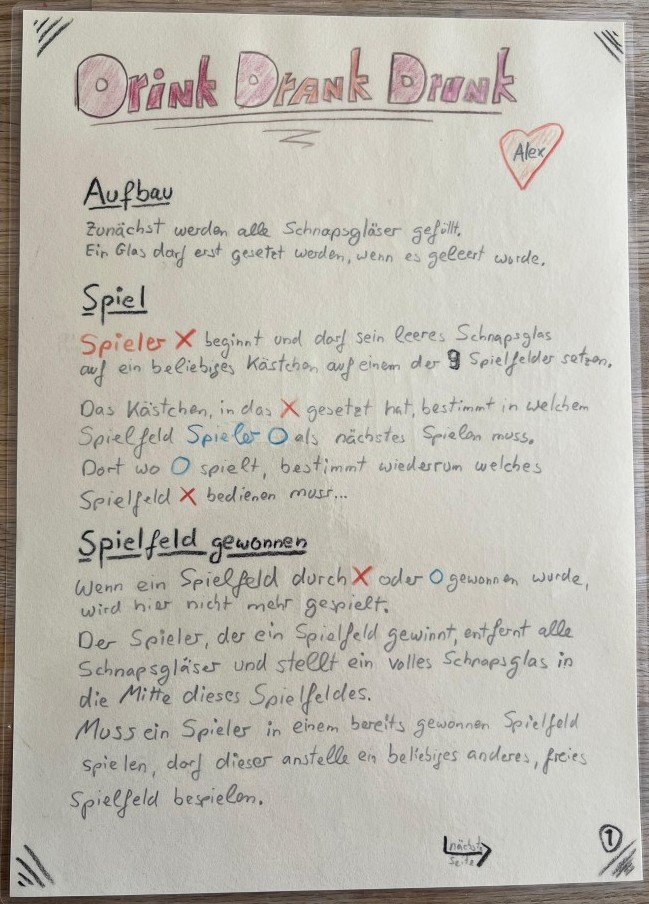 Drink Drank Drunk
Alex
Aufbau
Zunächst werden alle Schnapsgläser gefüllt.
Ein Glas darf erst gesetzt werden, wenn es geleert wurde.
Spiel
Spieler X beginnt und darf sein leeres Schnapsglas
auf ein beliebiges Kästchen auf einem der 9 Spielfelder setzen.
Das Kästchen, in das X gesetzt hat, bestimmt in welchem
Spielfeld Spieler O als nächstes Spielen muss.
Dort wo O spielt, bestimmt wiederrum welches
Spielfeld X bedienen muss...
Spielfeld gewonnen
Wenn ein Spielfeld durch X oder O gewonnen wurde,
wird hier nicht mehr gespielt.
Der Spieler, der ein Spielfeld gewinnt, entfernt alle
Schnapsgläser und stellt ein volles Schnapsglas in
die Mitte dieses Spielfeldes.
Muss ein Spieler in einem bereits gewonnen Spielfeld
spielen, darf dieser anstelle ein beliebiges anderes, freies
Spielfeld bespielen.
nächste
Seite
1